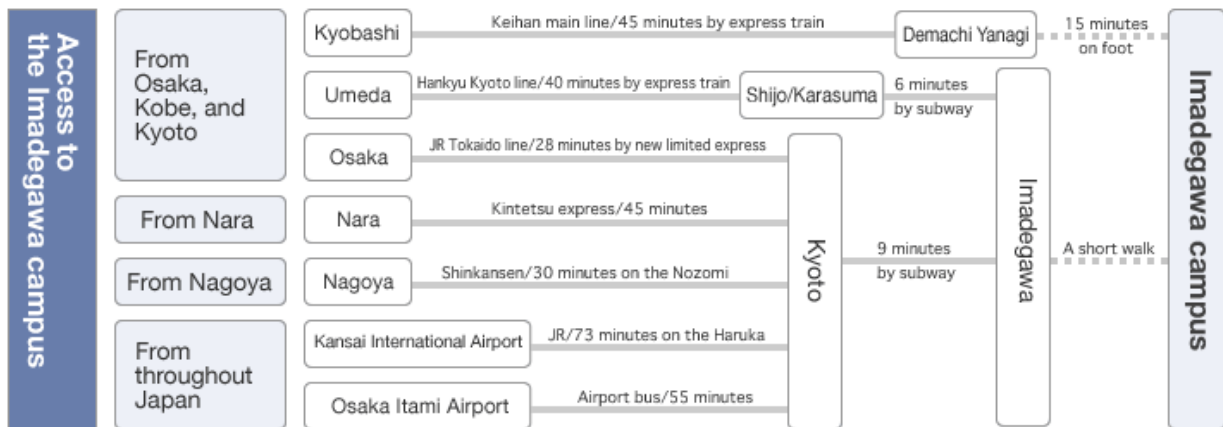 Access to
the Imadegawa campus
From
Osaka,
Kobe, and
Kyoto
Kyobashi
Keihan main line/45 minutes by express train
Demachi Yanagi
15 minutes
on foot
Umeda
Hankyu Kyoto line/40 minutes by express train
Shijo/Karasuma
6 minutes
by subway
Osaka
JR Tokaido line/28 minutes by new limited express
From Nara
Nara
Kintetsu express/45 minutes
From Nagoya
Nagoya
Shinkansen/30 minutes on the Nozomi
From
throughout
Japan
Kansai International Airport
JR/73 minutes on the Haruka
Osaka Itami Airport
Airport bus/55 minutes
Kyoto
9 minutes
by subway
Imadegawa
A short walk
Imadegawa campus